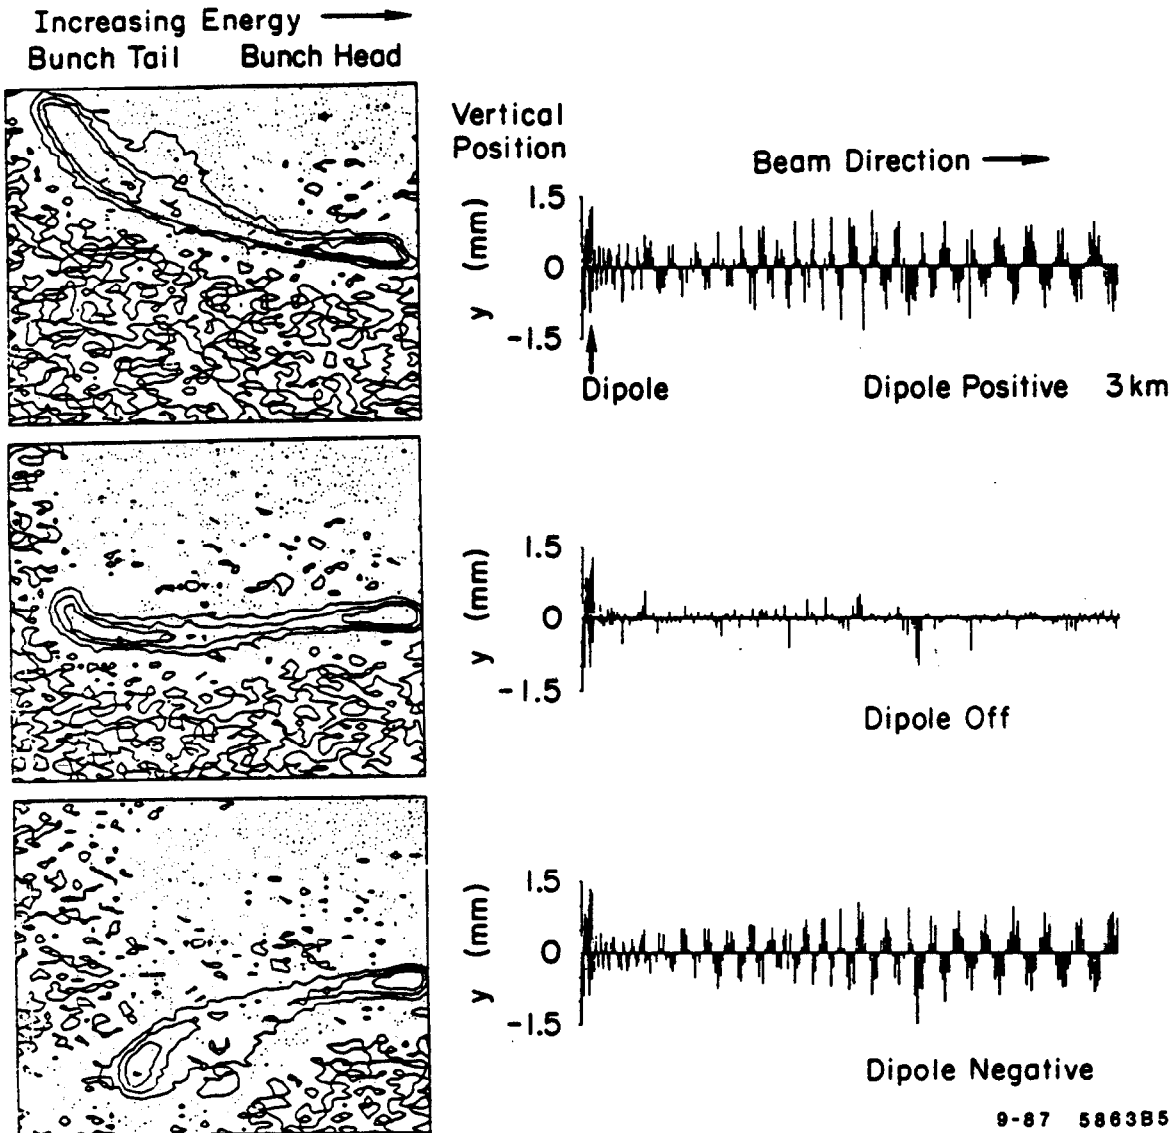 Increasing Energy
Bunch Tail Bunch Head
Vertical
Position
Beam Direction
1.5
y (mm)
0
-1.5
Dipole
Dipole Positive 3 km
1.5
y (mm)
0
-1.5
Dipole Off
1.5
y (mm)
0
-1.5
Dipole Negative
9-87 5863B5